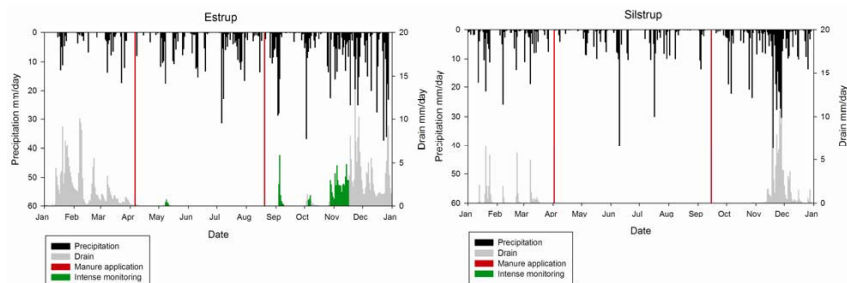 Estrup
0
10
20
30
40
50
60
Precipitation mm/day
20
15
10
5
0
Drain mm/day
Jan Feb Mar Apr May Jun Jul Aug Sep Oct Nov Dec Jan
Date
Precipitation
Drain
Manure application
Intense monitoring
Silstrup
0
10
20
30
40
50
60
Precipitation mm/day
20
15
10
5
0
Drain mm/day
Jan Feb Mar Apr May Jun Jul Aug Sep Oct Nov Dec Jan
Date
Precipitation
Drain
Manure application
Intense monitoring